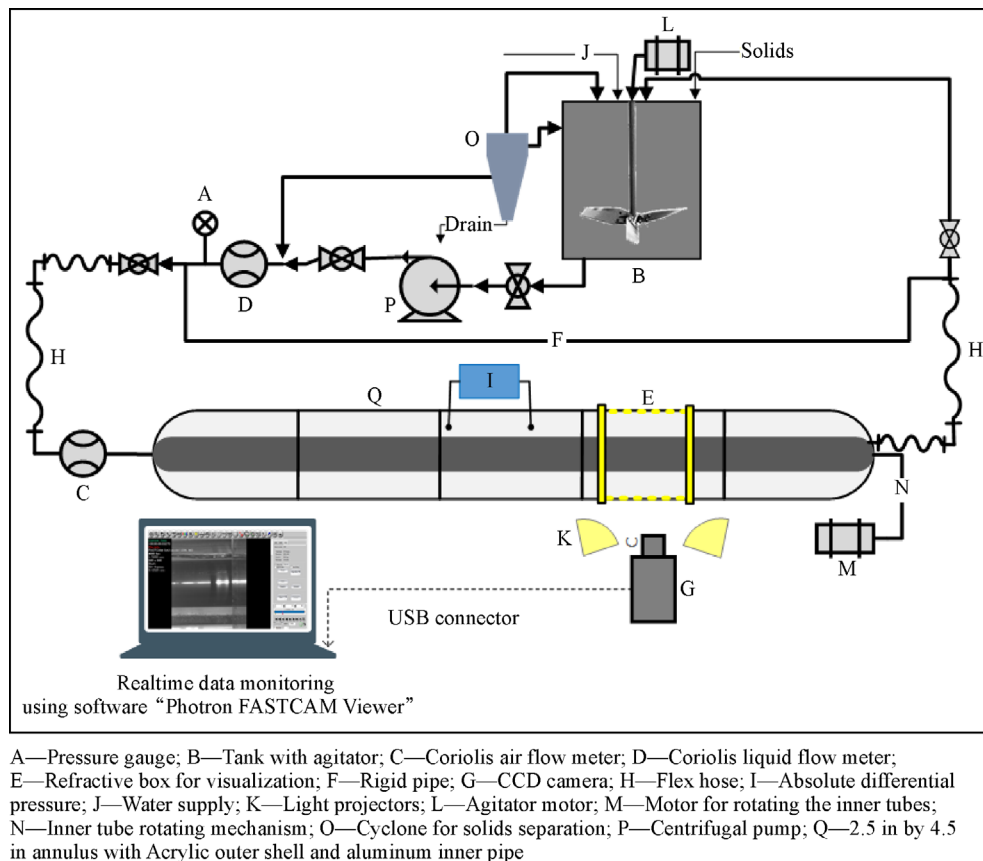 L
J
Solids
O
A
Drain
D
P
B
F
H
H
I
Q
E
C
N
K
C
G
M
USB connector
Realtime data monitoring
using software “Photron FASTCAM Viewer”
A—Pressure gauge; B—Tank with agitator; C—Coriolis air flow meter; D—Coriolis liquid flow meter;
E—Refractive box for visualization; F—Rigid pipe; G—CCD camera; H—Flex hose; I—Absolute differential
pressure; J—Water supply; K—Light projectors; L—Agitator motor; M—Motor for rotating the inner tubes;
N—Inner tube rotating mechanism; O—Cyclone for solids separation; P—Centrifugal pump; Q—2.5 in by 4.5
in annulus with Acrylic outer shell and aluminum inner pipe